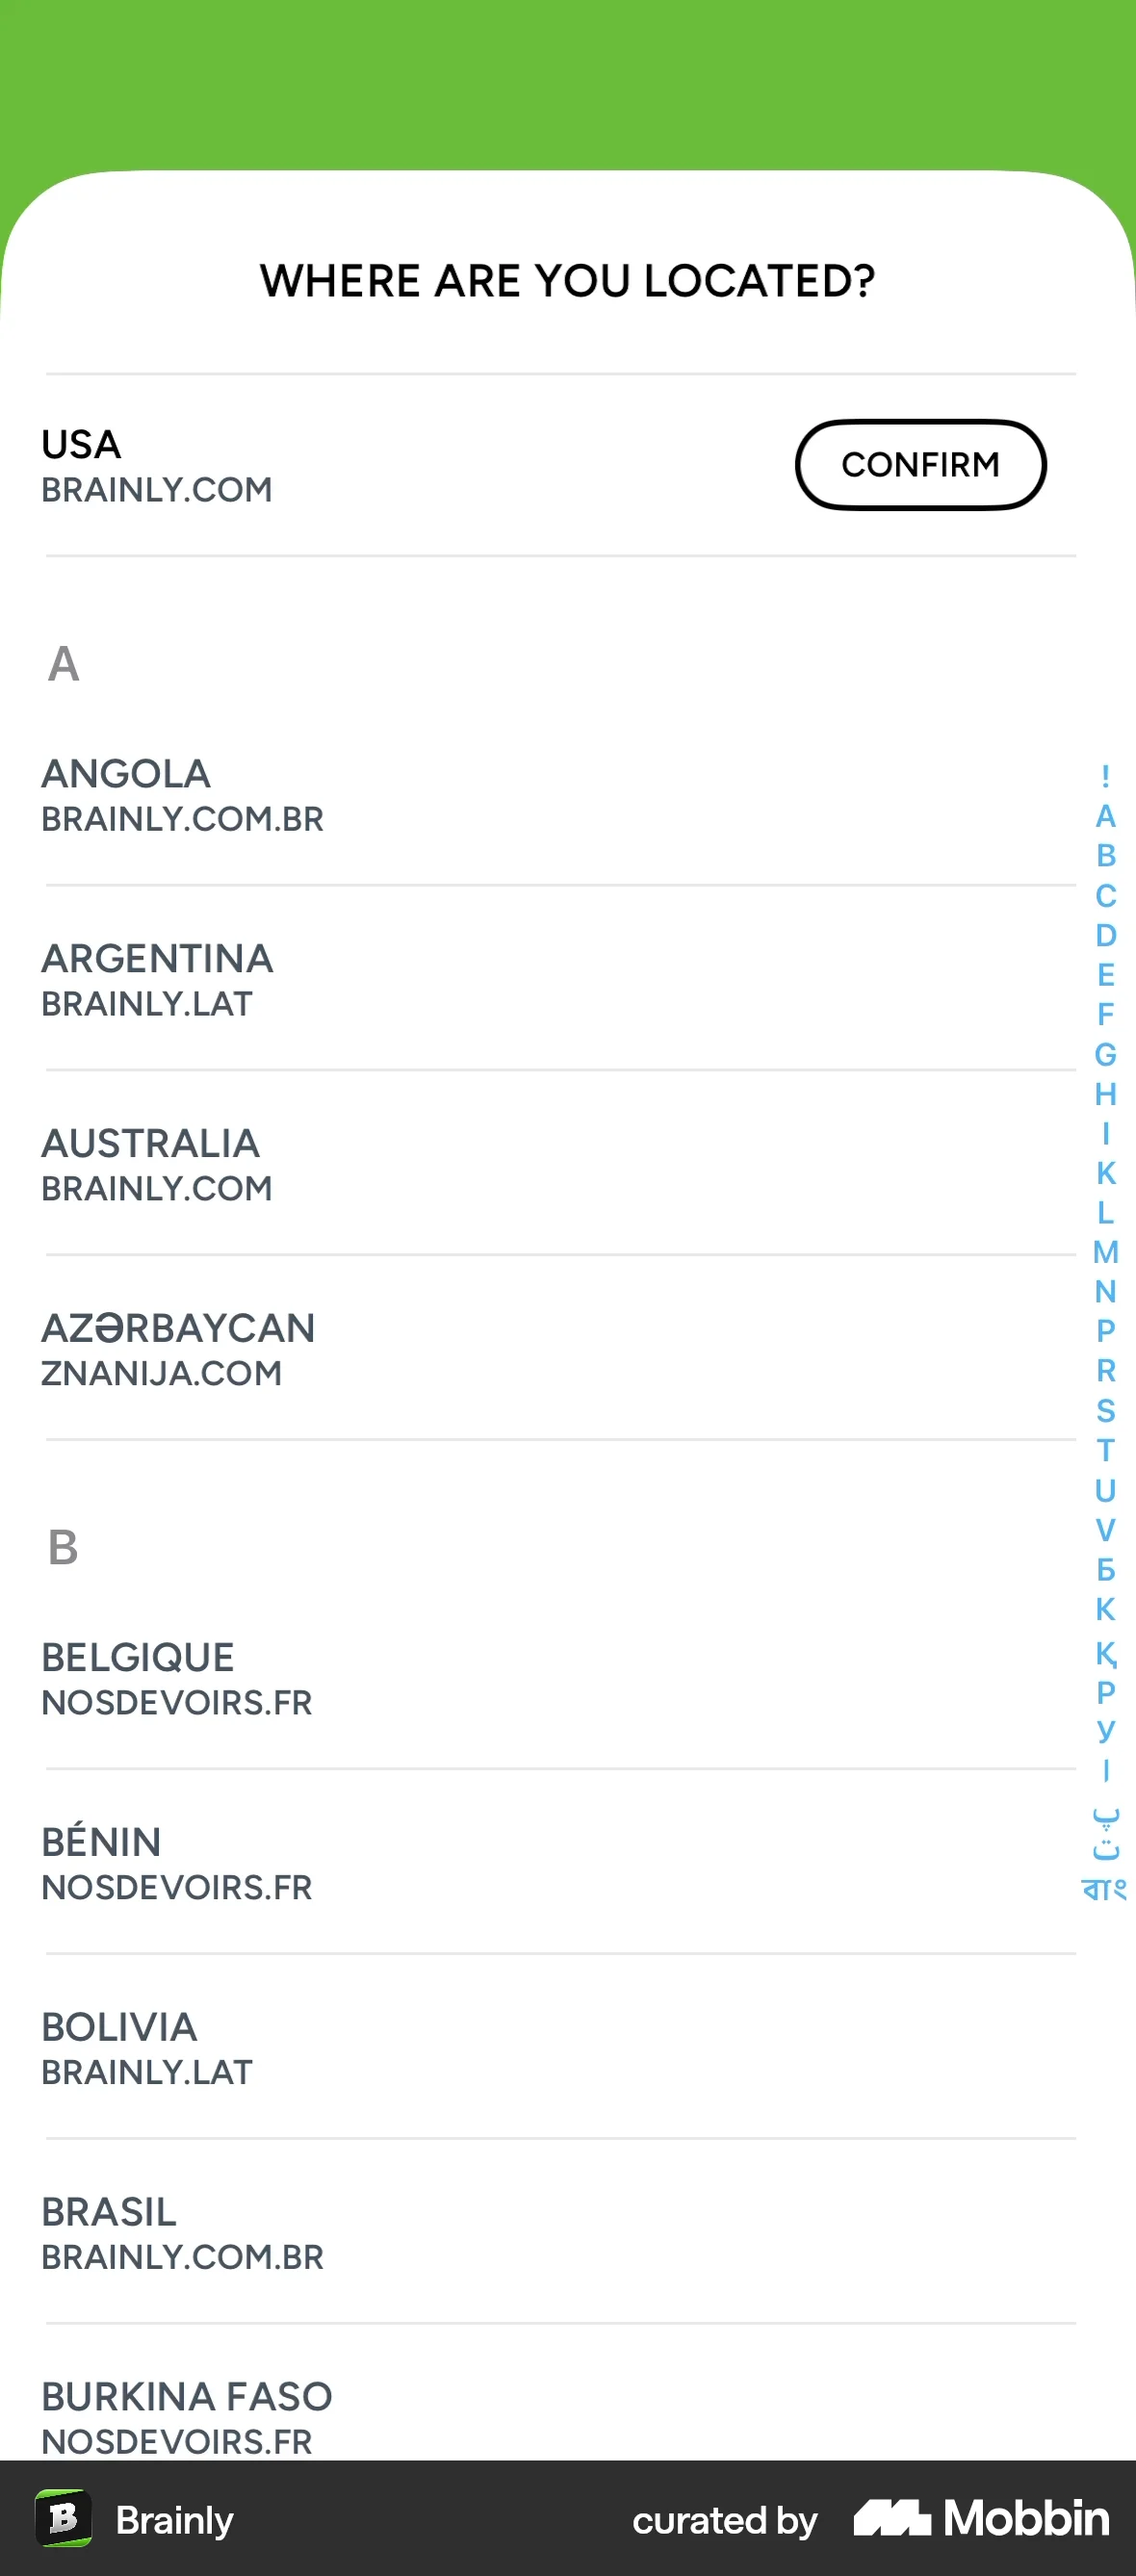 WHERE ARE YOU LOCATED?
USA
BRAINLY.COM
CONFIRM
A
ANGOLA
BRAINLY.COM.BR
ARGENTINA
BRAINLY.LAT
AUSTRALIA
BRAINLY.COM
AZƏRBAYCAN
ZNANIJA.COM
B
BELGIQUE
NOSDEVOIRS.FR
BÉNIN
NOSDEVOIRS.FR
BOLIVIA
BRAINLY.LAT
BRASIL
BRAINLY.COM.BR
BURKINA FASO
NOSDEVOIRS.FR
!
A
B
C
D
E
F
G
H
I
K
L
M
N
P
R
S
T
U
V
Б
К
Қ
Р
У
ا
پ
ت
বাং
Brainly
curated by Mobbin